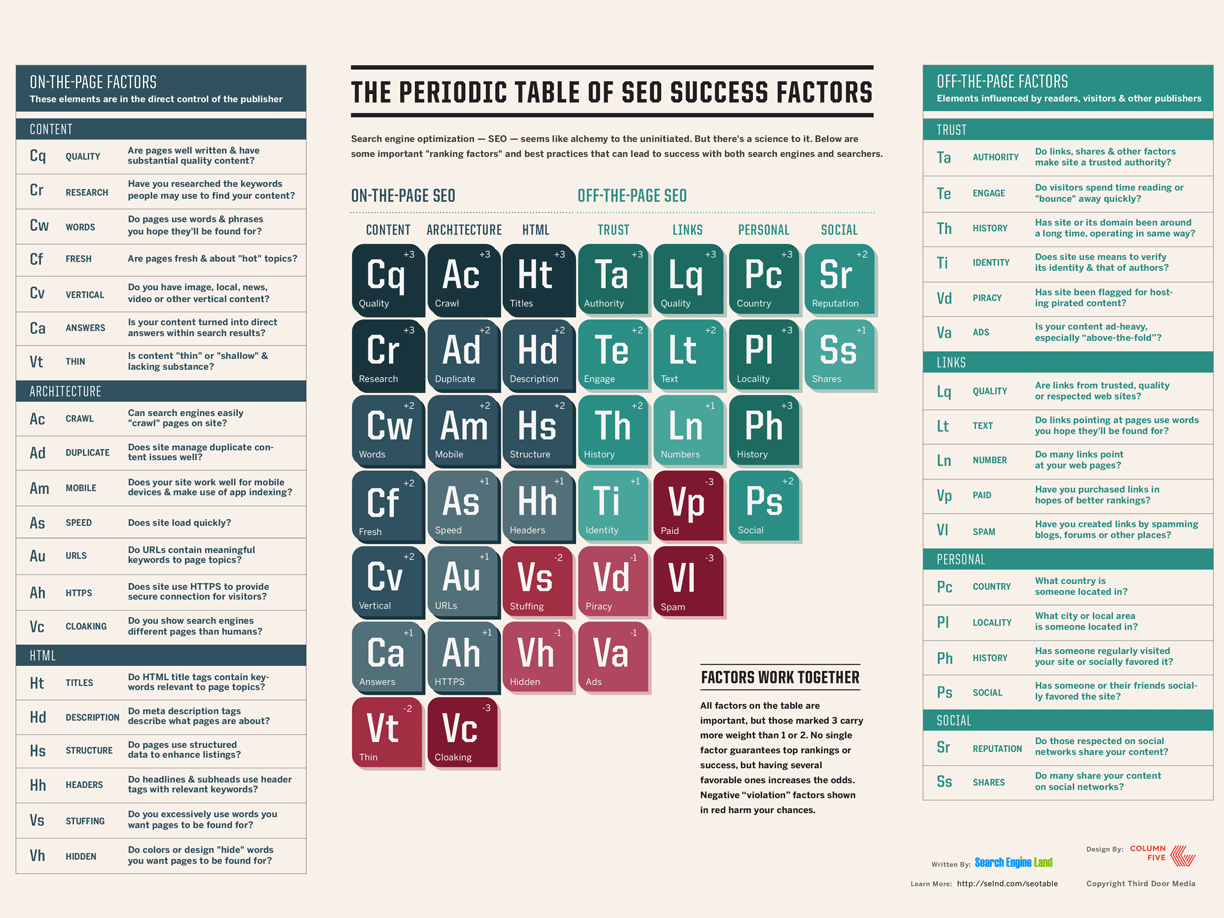 ON-THE-PAGE FACTORS
These elements are in the direct control of the publisher
CONTENT
Cq QUALITY Are pages well written & have
substantial quality content?
Cr RESEARCH Have you researched the keywords
people may use to find your content?
Cw WORDS Do pages use words & phrases
you hope they'll be found for?
Cf FRESH Are pages fresh & about "hot" topics?
Cv VERTICAL Do you have image, local, news,
video or other vertical content?
Ca ANSWERS Is your content turned into direct
answers within search results?
Vt THIN Is content "thin" or "shallow" &
lacking substance?
ARCHITECTURE
Ac CRAWL Can search engines easily
"crawl" pages on site?
Ad DUPLICATE Does site manage duplicate con-
tent issues well?
Am MOBILE Does your site work well for mobile
devices & make use of app indexing?
As SPEED Does site load quickly?
Au URLS Do URLs contain meaningful
keywords to page topics?
Ah HTTPS Does site use HTTPS to provide
secure connection for visitors?
Vc CLOAKING Do you show search engines
different pages than humans?
HTML
Ht TITLES Do HTML title tags contain key-
words relevant to page topics?
Hd DESCRIPTION Do meta description tags
describe what pages are about?
Hs STRUCTURE Do pages use structured
data to enhance listings?
Hh HEADERS Do headlines & subheads use header
tags with relevant keywords?
Vs STUFFING Do you excessively use words you
want pages to be found for?
Vh HIDDEN Do colors or design "hide" words
you want pages to be found for?
THE PERIODIC TABLE OF SEO SUCCESS FACTORS
Search engine optimization — SEO — seems like alchemy to the uninitiated. But there's a science to it. Below are
some important "ranking factors" and best practices that can lead to success with both search engines and searchers.
ON-THE-PAGE SEO OFF-THE-PAGE SEO
CONTENT ARCHITECTURE HTML TRUST LINKS PERSONAL SOCIAL
+3 +3 +3 +3 +3 +3 +2
Cq Ac Ht Ta Lq Pc Sr
Quality Crawl Titles Authority Quality Country Reputation
+3 +2 +2 +2 +2 +3 +1
Cr Ad Hd Te Lt Pl Ss
Research Duplicate Description Engage Text Locality Shares
+2 +2 +2 +2 +1 +3
Cw Am Hs Th Ln Ph
Words Mobile Structure History Numbers History
+2 +1 +1 +1 -3 +2
Cf As Hh Ti Vp Ps
Fresh Speed Headers Identity Paid Social
+2 +1 -2 -1 -3
Cv Au Vs Vd Vl
Vertical URLs Stuffing Piracy Spam
+1 +1 -1 -1
Ca Ah Vh Va
Answers HTTPS Hidden Ads
-2 -3
Vt Vc
Thin Cloaking
FACTORS WORK TOGETHER
All factors on the table are
important, but those marked 3 carry
more weight than 1 or 2. No single
factor guarantees top rankings or
success, but having several
favorable ones increases the odds.
Negative “violation” factors shown
in red harm your chances.
OFF-THE-PAGE FACTORS
Elements influenced by readers, visitors & other publishers
TRUST
Ta AUTHORITY Do links, shares & other factors
make site a trusted authority?
Te ENGAGE Do visitors spend time reading or
"bounce" away quickly?
Th HISTORY Has site or its domain been around
a long time, operating in same way?
Ti IDENTITY Does site use means to verify
its identity & that of authors?
Vd PIRACY Has site been flagged for host-
ing pirated content?
Va ADS Is your content ad-heavy,
especially “above-the-fold”?
LINKS
Lq QUALITY Are links from trusted, quality
or respected web sites?
Lt TEXT Do links pointing at pages use words
you hope they'll be found for?
Ln NUMBER Do many links point
at your web pages?
Vp PAID Have you purchased links in
hopes of better rankings?
Vl SPAM Have you created links by spamming
blogs, forums or other places?
PERSONAL
Pc COUNTRY What country is
someone located in?
Pl LOCALITY What city or local area
is someone located in?
Ph HISTORY Has someone regularly visited
your site or socially favored it?
Ps SOCIAL Has someone or their friends social-
ly favored the site?
SOCIAL
Sr REPUTATION Do those respected on social
networks share your content?
Ss SHARES Do many share your content
on social networks?
Written By: Search Engine Land
Learn More: http://selnd.com/seotable
Design By: COLUMN
FIVE
Copyright Third Door Media